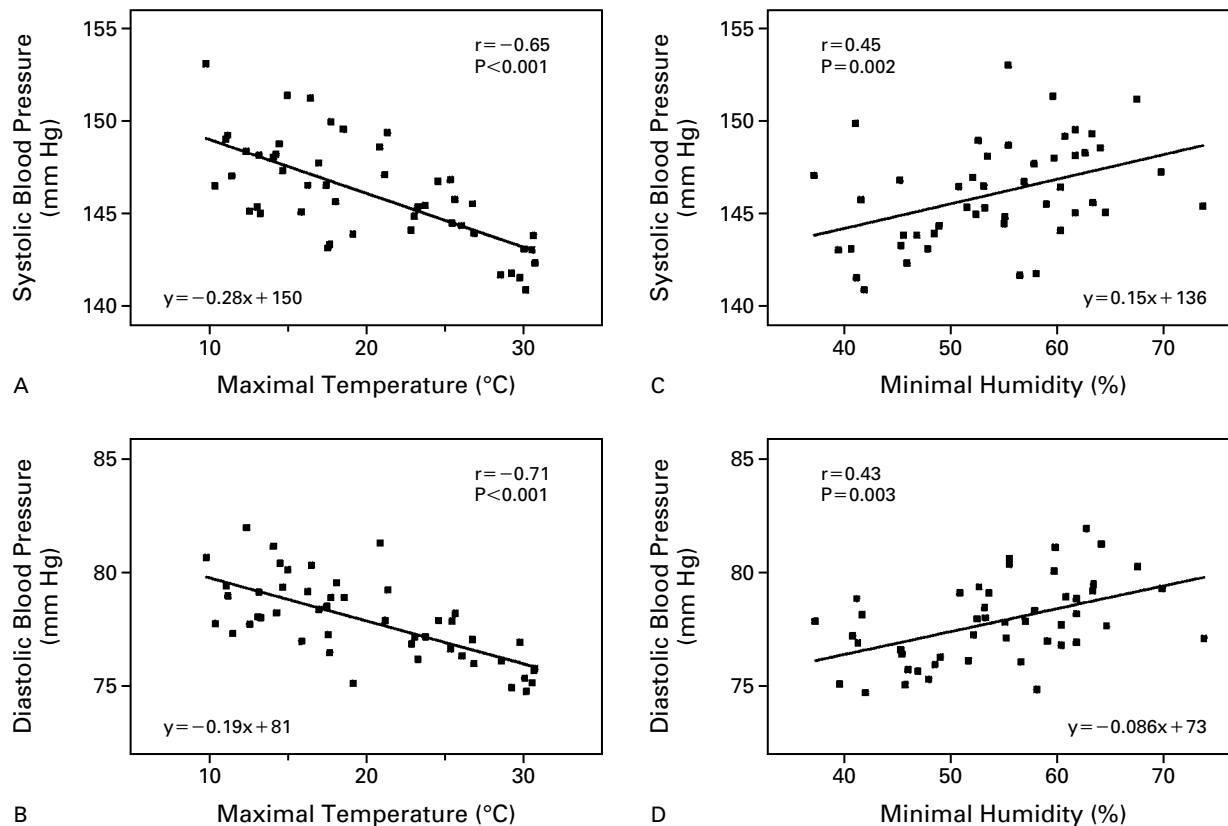 Systolic Blood Pressure
(mm Hg)
155
150
145
140
r=−0.65
P<0.001
y=−0.28x+150
10
20
30
A
Maximal Temperature (°C)
Systolic Blood Pressure
(mm Hg)
155
150
145
140
r=0.45
P=0.002
y=0.15x+136
40
50
60
70
C
Minimal Humidity (%)
Diastolic Blood Pressure
(mm Hg)
85
80
75
r=−0.71
P<0.001
y=−0.19x+81
10
20
30
B
Maximal Temperature (°C)
Diastolic Blood Pressure
(mm Hg)
85
80
75
r=0.43
P=0.003
y=−0.086x+73
40
50
60
70
D
Minimal Humidity (%)